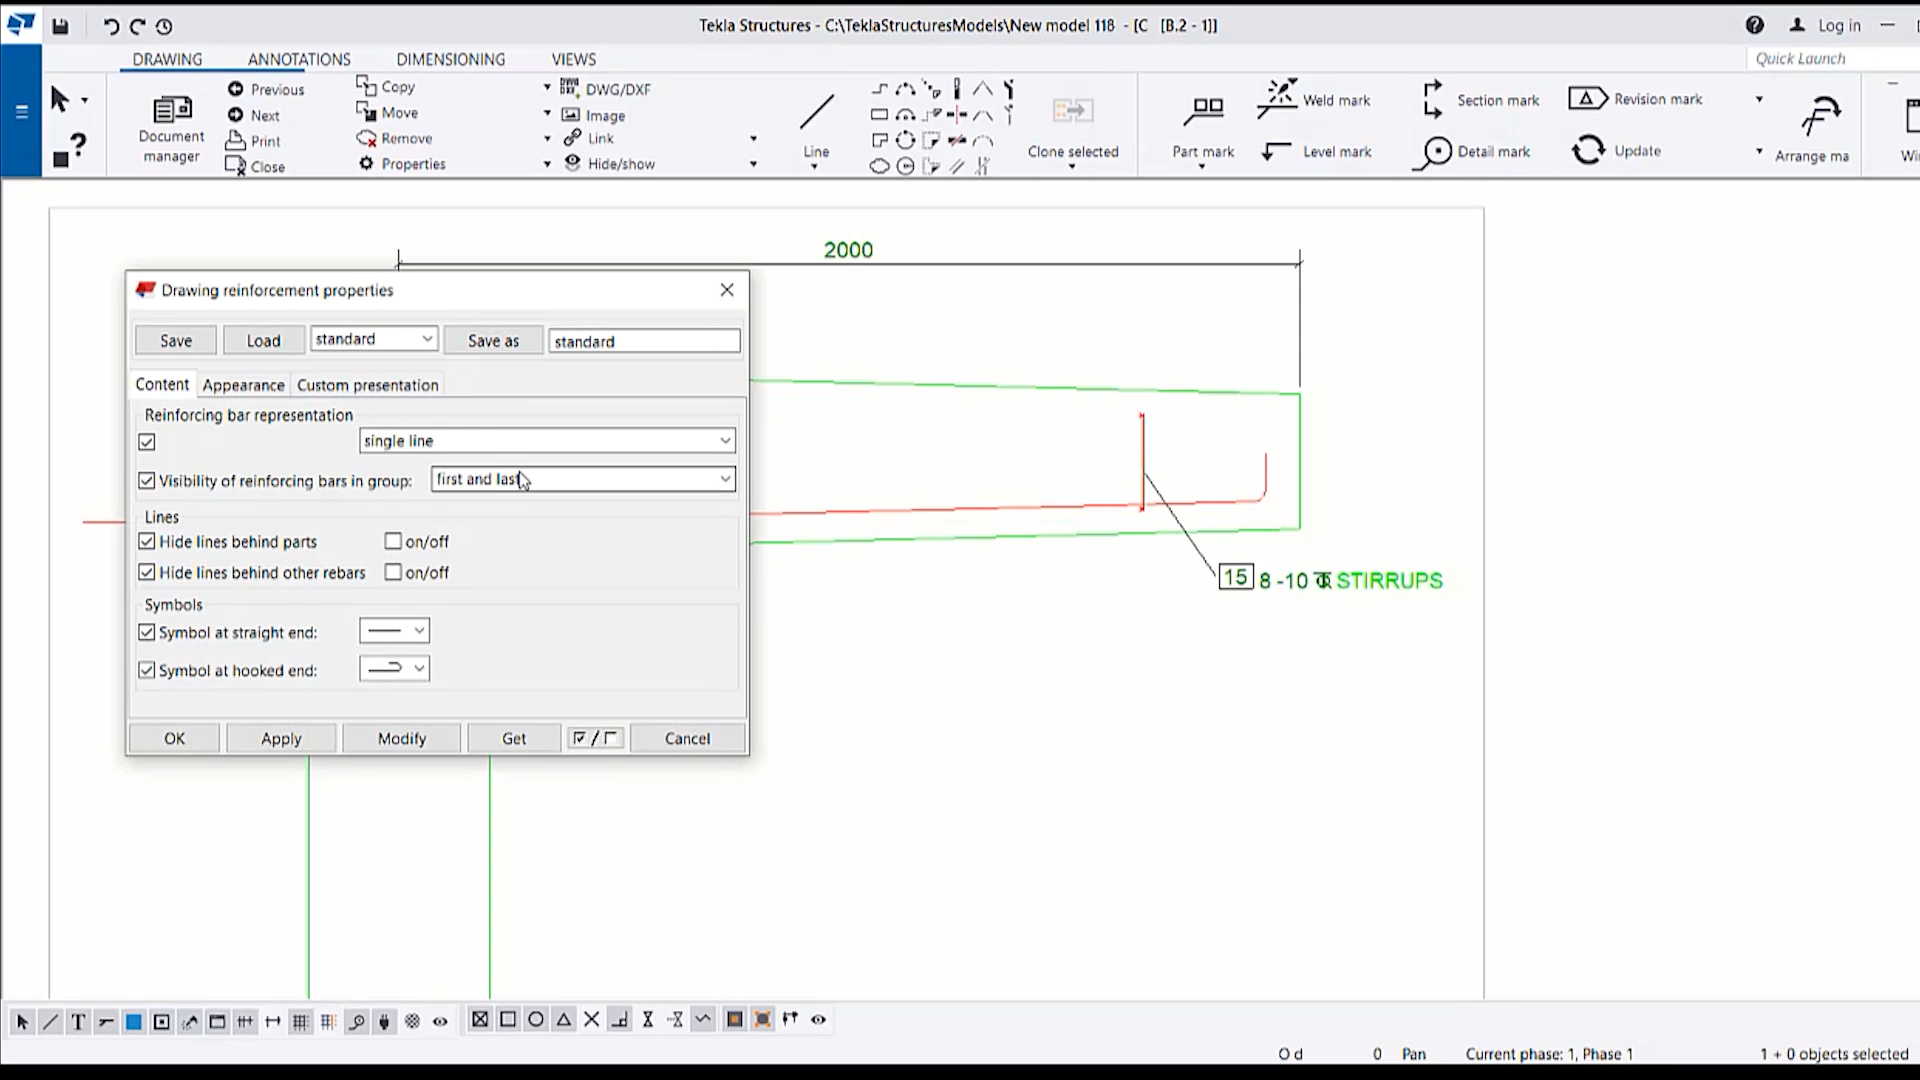 Tekla Structures - C:\TeklaStructuresModels\New model 118 - [C [B.2 - 1]]
Log in
DRAWING ANNOTATIONS DIMENSIONING VIEWS
Quick Launch
Document manager
Previous
Next
Print
Close
Copy
Move
Remove
Properties
DWG/DXF
Image
Link
Hide/show
Line
Clone selected
Part mark
Weld mark
Level mark
Section mark
Detail mark
Revision mark
Update
Arrange ma
Wi
2000
Drawing reinforcement properties
Save Load standard Save as standard
Content Appearance Custom presentation
Reinforcing bar representation
single line
Visibility of reinforcing bars in group: first and last
Lines
Hide lines behind parts on/off
Hide lines behind other rebars on/off
Symbols
Symbol at straight end:
Symbol at hooked end:
OK Apply Modify Get Cancel
15 8 -10 STIRRUPS
O d 0 Pan Current phase: 1, Phase 1 1 + 0 objects selected